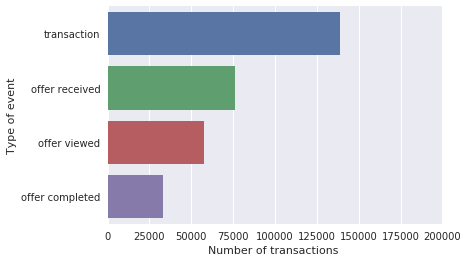 transaction
offer received
offer viewed
offer completed
Type of event
0 25000 50000 75000 100000 125000 150000 175000 200000
Number of transactions